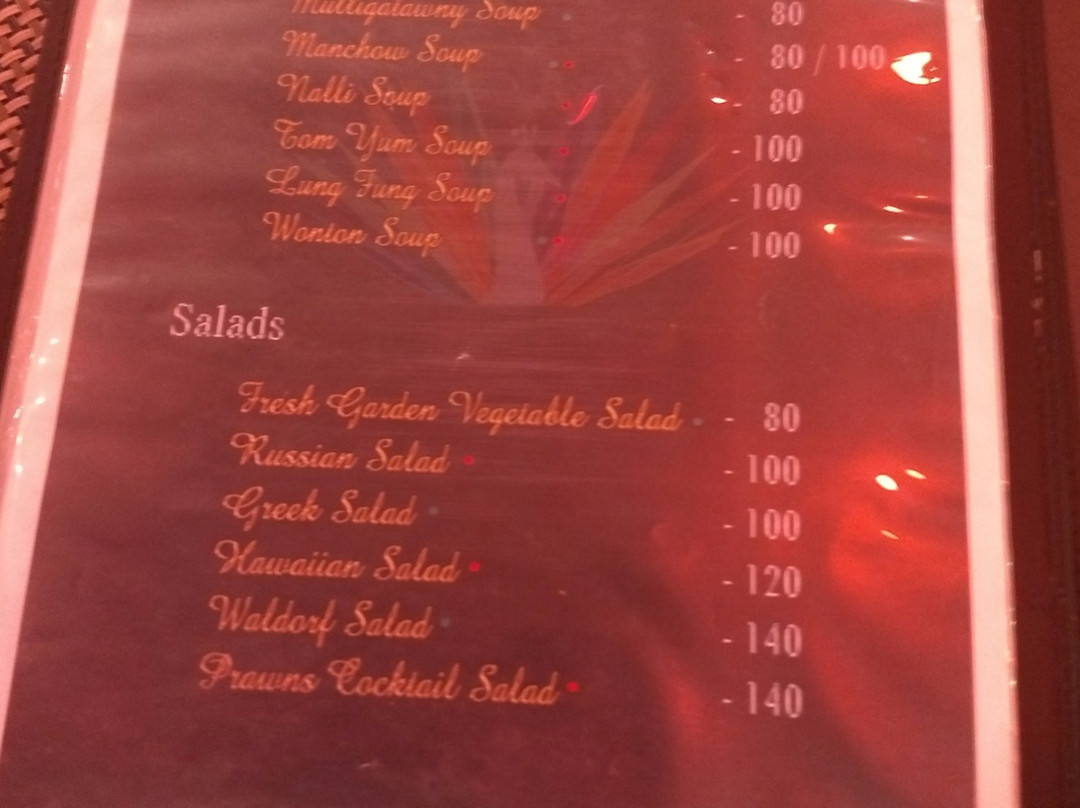 Mulligatawny Soup - 80
Manchow Soup - 80 / 100
Nalli Soup - 80
Tom Yum Soup - 100
Lung Fung Soup - 100
Wonton Soup - 100
Salads
Fresh Garden Vegetable Salad - 80
Russian Salad - 100
Greek Salad - 100
Hawaiian Salad - 120
Waldorf Salad - 140
Prawns Cocktail Salad - 140